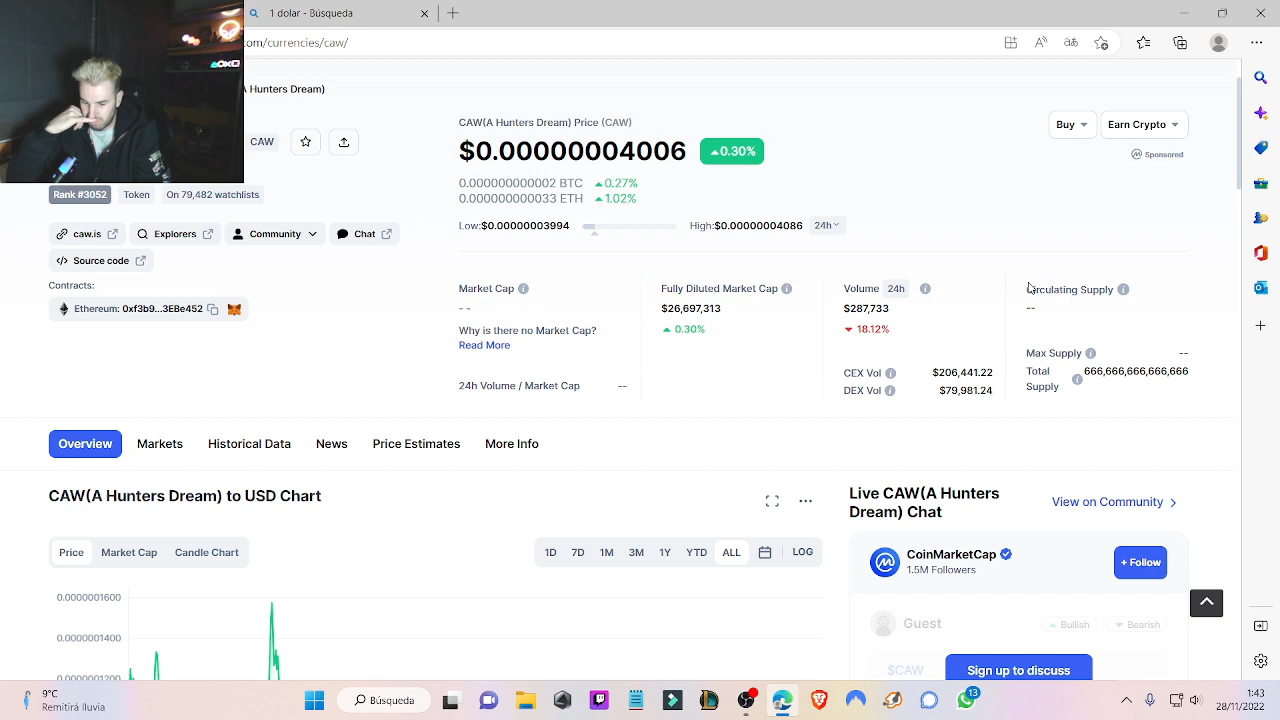 1 dollar - Búsqueda
com/currencies/caw/
A Hunters Dream)
CAW
Rank #3052 Token On 79,482 watchlists
caw.is Explorers Community Chat
Source code
Contracts:
Ethereum: 0xf3b9...3EBe452
CAW(A Hunters Dream) Price (CAW)
$0.00000004006 0.30%
0.000000000002 BTC 0.27%
0.000000000033 ETH 1.02%
Low:$0.00000003994 High:$0.00000004086 24h
Buy Earn Crypto
Sponsored
Market Cap
- -
Why is there no Market Cap?
Read More
24h Volume / Market Cap --
Fully Diluted Market Cap
$26,697,313
0.30%
Volume 24h
$287,733
18.12%
CEX Vol $206,441.22
DEX Vol $79,981.24
Circulating Supply
--
Max Supply --
Total Supply 666,666,666,666,666
Overview Markets Historical Data News Price Estimates More Info
CAW(A Hunters Dream) to USD Chart
Price Market Cap Candle Chart
1D 7D 1M 3M 1Y YTD ALL LOG
0.0000001600
0.0000001400
0.0000001200
Live CAW(A Hunters
Dream) Chat
View on Community
CoinMarketCap
1.5M Followers
+ Follow
Guest Bullish Bearish
$CAW
Sign up to discuss
9°C
Remitirá lluvia
Búsqueda
13
1:43
28/11/2022